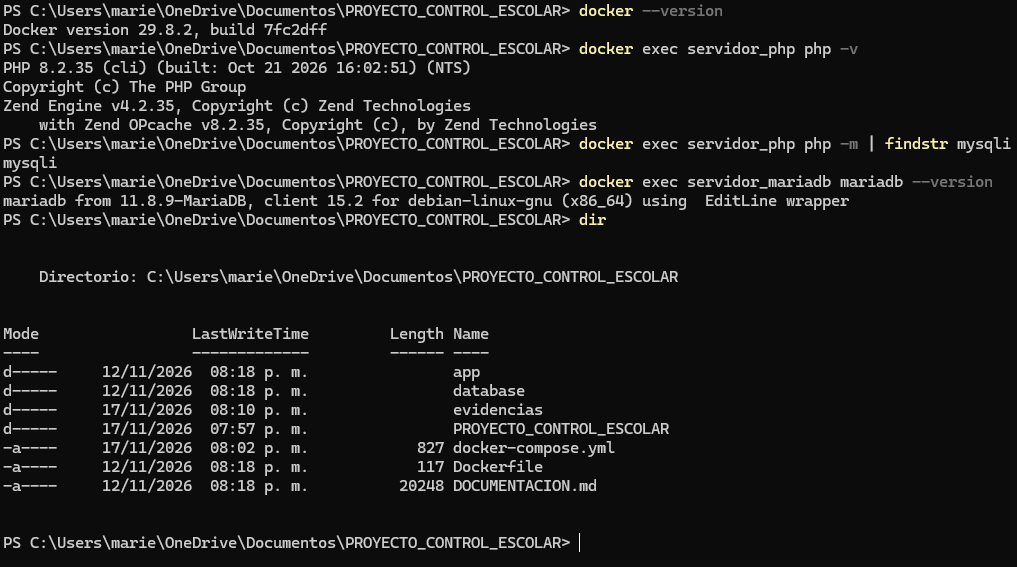 PS C:\Users\marie\OneDrive\Documentos\PROYECTO_CONTROL_ESCOLAR> docker --version
Docker version 29.8.2, build 7fc2dff
PS C:\Users\marie\OneDrive\Documentos\PROYECTO_CONTROL_ESCOLAR> docker exec servidor_php php -v
PHP 8.2.35 (cli) (built: Oct 21 2026 16:02:51) (NTS)
Copyright (c) The PHP Group
Zend Engine v4.2.35, Copyright (c) Zend Technologies
    with Zend OPcache v8.2.35, Copyright (c), by Zend Technologies
PS C:\Users\marie\OneDrive\Documentos\PROYECTO_CONTROL_ESCOLAR> docker exec servidor_php php -m | findstr mysqli
mysqli
PS C:\Users\marie\OneDrive\Documentos\PROYECTO_CONTROL_ESCOLAR> docker exec servidor_mariadb mariadb --version
mariadb from 11.8.9-MariaDB, client 15.2 for debian-linux-gnu (x86_64) using  EditLine wrapper
PS C:\Users\marie\OneDrive\Documentos\PROYECTO_CONTROL_ESCOLAR> dir
    Directorio: C:\Users\marie\OneDrive\Documentos\PROYECTO_CONTROL_ESCOLAR
Mode                 LastWriteTime         Length Name
----                 -------------         ------ ----
d-----     12/11/2026  08:18 p. m.                app
d-----     12/11/2026  08:18 p. m.                database
d-----     17/11/2026  08:10 p. m.                evidencias
d-----     17/11/2026  07:57 p. m.                PROYECTO_CONTROL_ESCOLAR
-a----     17/11/2026  08:02 p. m.            827 docker-compose.yml
-a----     12/11/2026  08:18 p. m.            117 Dockerfile
-a----     12/11/2026  08:18 p. m.          20248 DOCUMENTACION.md
PS C:\Users\marie\OneDrive\Documentos\PROYECTO_CONTROL_ESCOLAR>